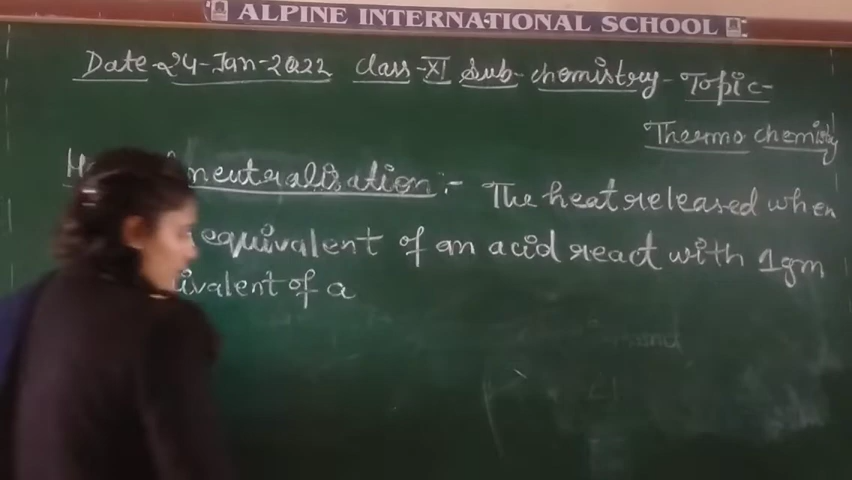 ALPINE INTERNATIONAL SCHOOL
Date-24-Jan-2022 Class-XI Sub-chemistry-Topic-
Thermo chemistry
neutralization:- The heat released when
equivalent of an acid react with 1gm
ivalent of a